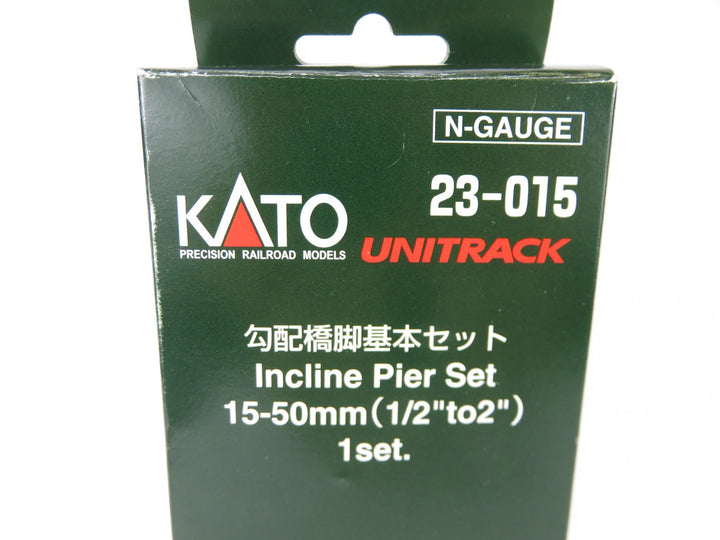 N-GAUGE
23-015
KATO
PRECISION RAILROAD MODELS
UNITRACK
勾配橋脚基本セット
Incline Pier Set
15-50mm(1/2"to2")
1set.